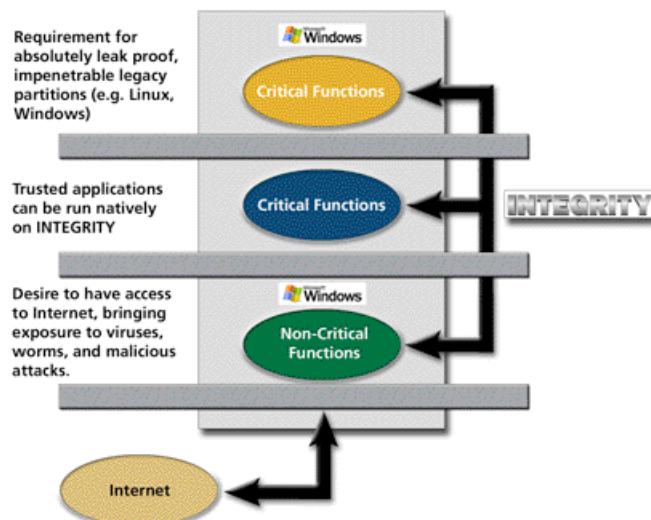 Requirement for
absolutely leak proof,
impenetrable legacy
partitions (e.g. Linux,
Windows)
Microsoft
Windows
Critical Functions
Trusted applications
can be run natively
on INTEGRITY
Critical Functions
INTEGRITY
Desire to have access
to Internet, bringing
exposure to viruses,
worms, and malicious
attacks.
Microsoft
Windows
Non-Critical
Functions
Internet